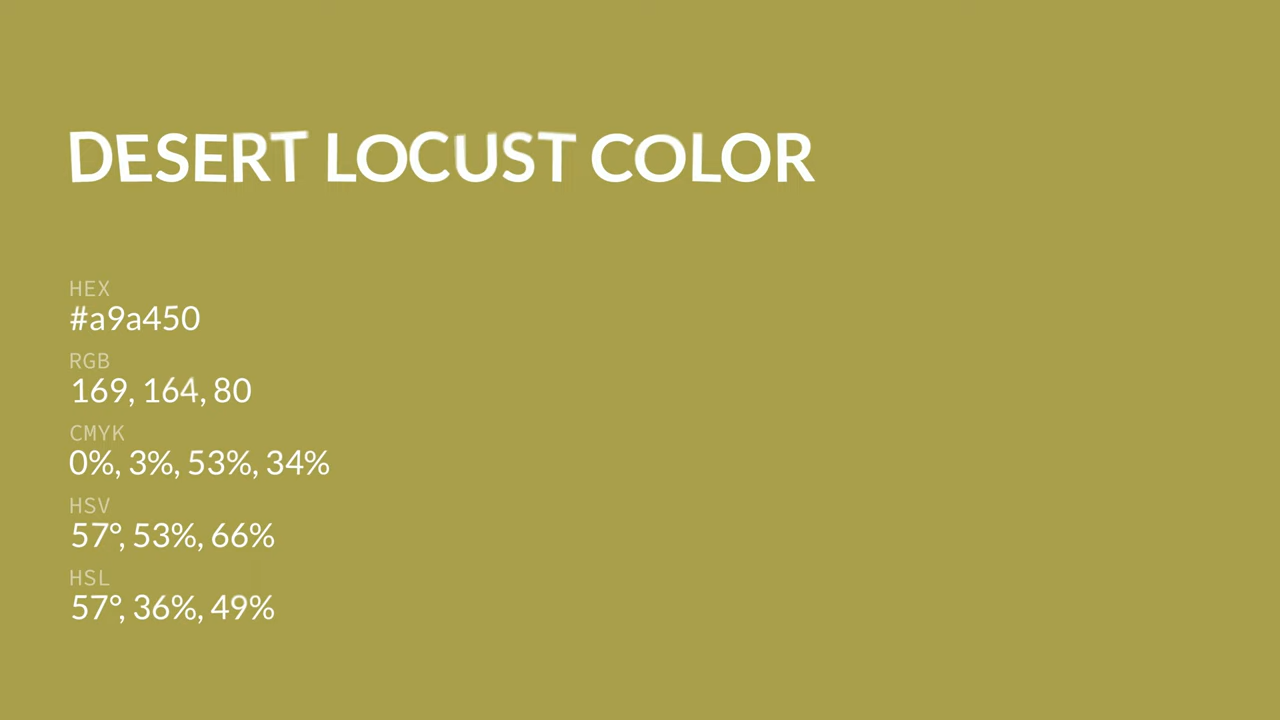 DESERT LOCUST COLOR
HEX
#a9a450
RGB
169, 164, 80
CMYK
0%, 3%, 53%, 34%
HSV
57°, 53%, 66%
HSL
57°, 36%, 49%